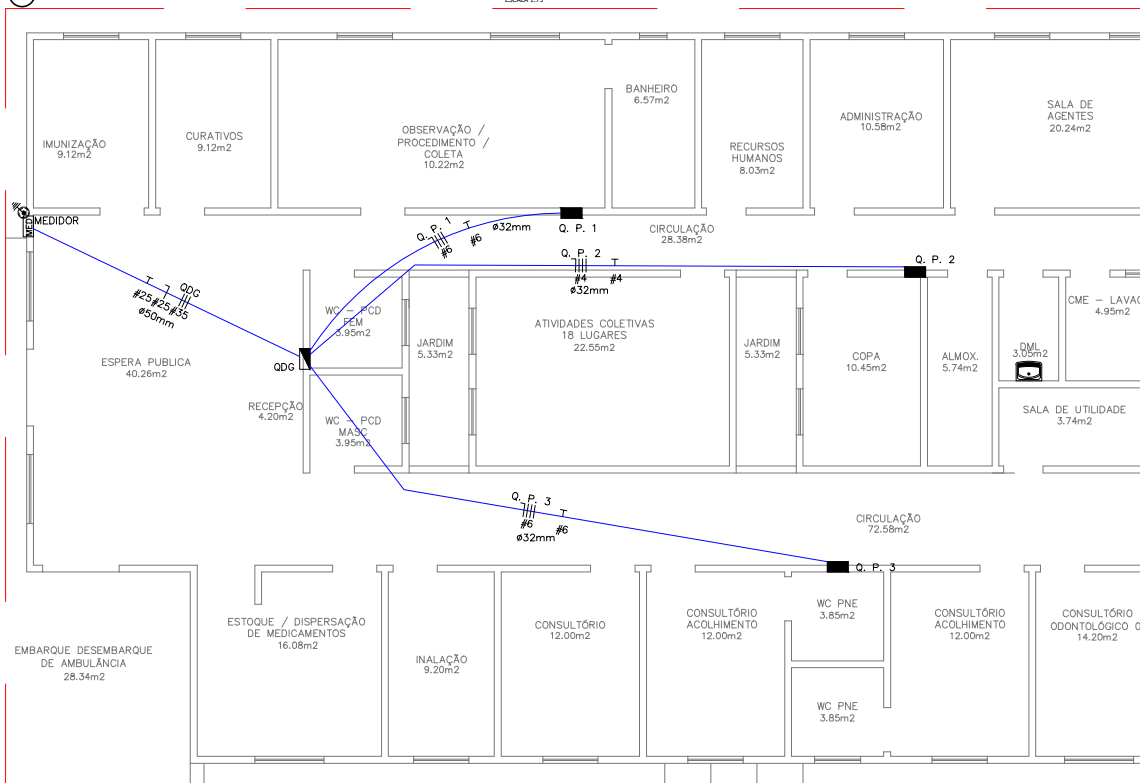 IMUNIZAÇÃO
9.12m2
CURATIVOS
9.12m2
OBSERVAÇÃO /
PROCEDIMENTO /
COLETA
10.22m2
BANHEIRO
6.57m2
RECURSOS
HUMANOS
8.03m2
ADMINISTRAÇÃO
10.58m2
SALA DE
AGENTES
20.24m2
MED
MEDIDOR
Q. P. 1
#6
#6
ø32mm
Q. P. 1
CIRCULAÇÃO
28.38m2
Q. P. 2
#4
#4
ø32mm
Q. P. 2
QDG
#25
#25
#35
ø50mm
WC - PCD
FEM
3.95m2
JARDIM
5.33m2
ATIVIDADES COLETIVAS
18 LUGARES
22.55m2
JARDIM
5.33m2
COPA
10.45m2
ALMOX.
5.74m2
DML
3.05m2
CME - LAVAG
4.95m2
ESPERA PUBLICA
40.26m2
QDG
RECEPÇÃO
4.20m2
WC - PCD
MASC
3.95m2
SALA DE UTILIDADE
3.74m2
Q. P. 3
#6
#6
ø32mm
CIRCULAÇÃO
72.58m2
Q. P. 3
EMBARQUE DESEMBARQUE
DE AMBULÂNCIA
28.34m2
ESTOQUE / DISPERSAÇÃO
DE MEDICAMENTOS
16.08m2
INALAÇÃO
9.20m2
CONSULTÓRIO
12.00m2
CONSULTÓRIO
ACOLHIMENTO
12.00m2
WC PNE
3.85m2
WC PNE
3.85m2
CONSULTÓRIO
ACOLHIMENTO
12.00m2
CONSULTÓRIO
ODONTOLÓGICO
14.20m2